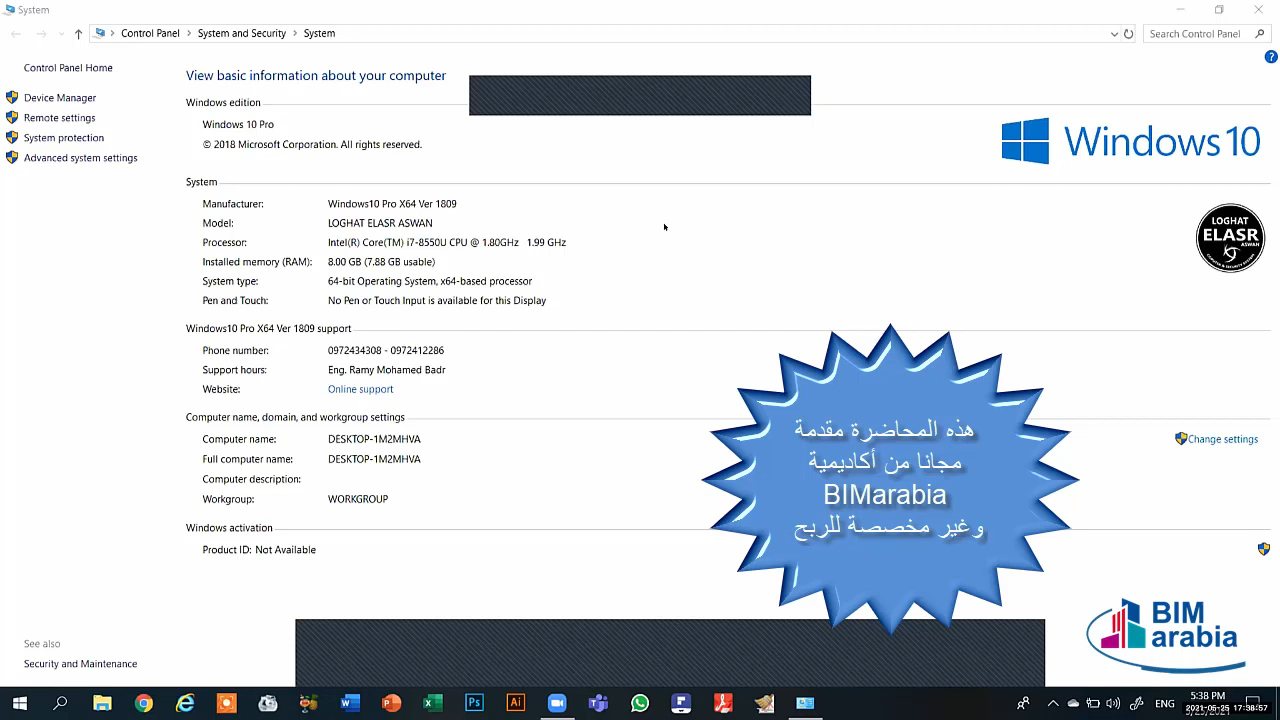 System
Control Panel > System and Security > System
Search Control Panel
Control Panel Home
Device Manager
Remote settings
System protection
Advanced system settings
View basic information about your computer
Windows edition
Windows 10 Pro
© 2018 Microsoft Corporation. All rights reserved.
Windows 10
System
Manufacturer: Windows10 Pro X64 Ver 1809
Model: LOGHAT ELASR ASWAN
Processor: Intel(R) Core(TM) i7-8550U CPU @ 1.80GHz 1.99 GHz
Installed memory (RAM): 8.00 GB (7.88 GB usable)
System type: 64-bit Operating System, x64-based processor
Pen and Touch: No Pen or Touch Input is available for this Display
LOGHAT
ELASR
ASWAN
Windows10 Pro X64 Ver 1809 support
Phone number: 0972434308 - 0972412286
Support hours: Eng. Ramy Mohamed Badr
Website: Online support
Computer name, domain, and workgroup settings
Computer name: DESKTOP-1M2MHVA
Change settings
Full computer name: DESKTOP-1M2MHVA
Computer description:
Workgroup: WORKGROUP
Windows activation
Product ID: Not Available
هذه المحاضرة مقدمة
مجانا من أكاديمية
BIMarabia
وغير مخصصة للربح
BIM
arabia
See also
Security and Maintenance
ENG
5:38 PM
2021-05-25 17:38:57